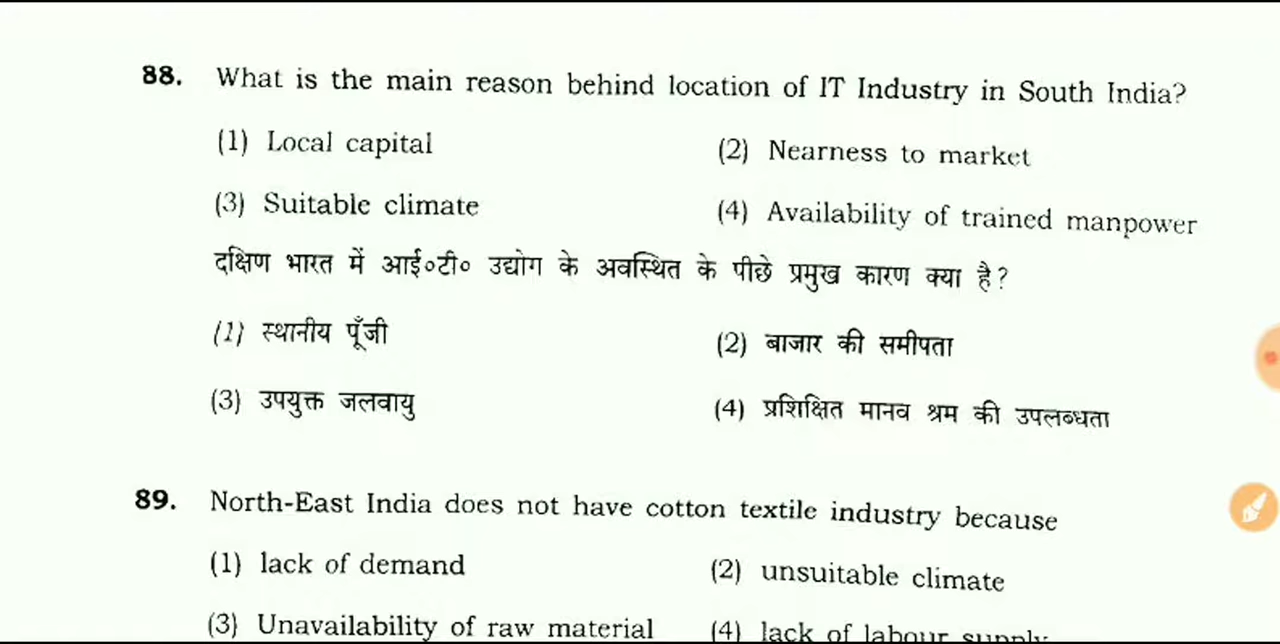 88. What is the main reason behind location of IT Industry in South India?
(1) Local capital (2) Nearness to market
(3) Suitable climate (4) Availability of trained manpower
दक्षिण भारत में आई०टी० उद्योग के अवस्थित के पीछे प्रमुख कारण क्या है?
(1) स्थानीय पूँजी (2) बाजार की समीपता
(3) उपयुक्त जलवायु (4) प्रशिक्षित मानव श्रम की उपलब्धता
89. North-East India does not have cotton textile industry because
(1) lack of demand (2) unsuitable climate
(3) Unavailability of raw material (4) lack of labour supply